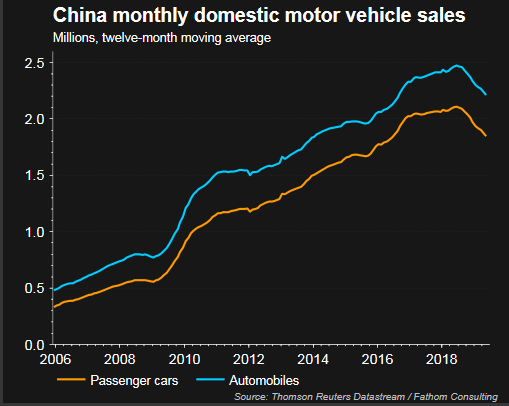 China monthly domestic motor vehicle sales
Millions, twelve-month moving average
2.5
2.0
1.5
1.0
0.5
0.0
2006 2008 2010 2012 2014 2016 2018
Passenger cars Automobiles
Source: Thomson Reuters Datastream / Fathom Consulting